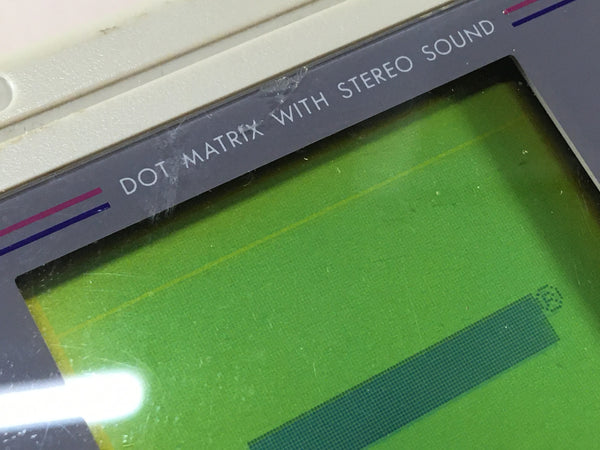 DOT MATRIX WITH STEREO SOUND
®